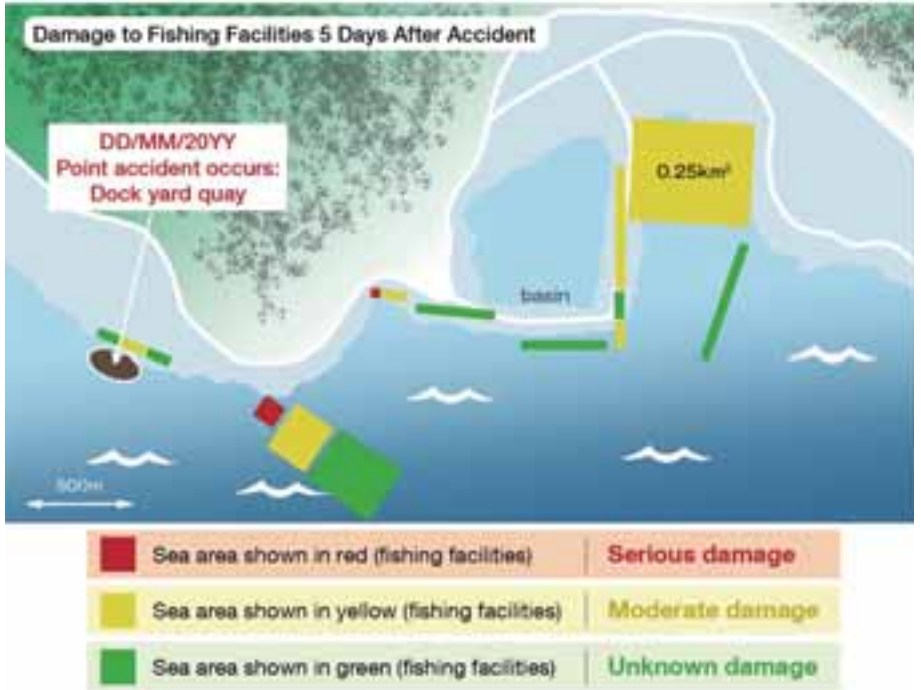 Damage to Fishing Facilities 5 Days After Accident
DD/MM/20YY
Point accident occurs:
Dock yard quay
0.25km²
basin
500m
Sea area shown in red (fishing facilities)
Serious damage
Sea area shown in yellow (fishing facilities)
Moderate damage
Sea area shown in green (fishing facilities)
Unknown damage